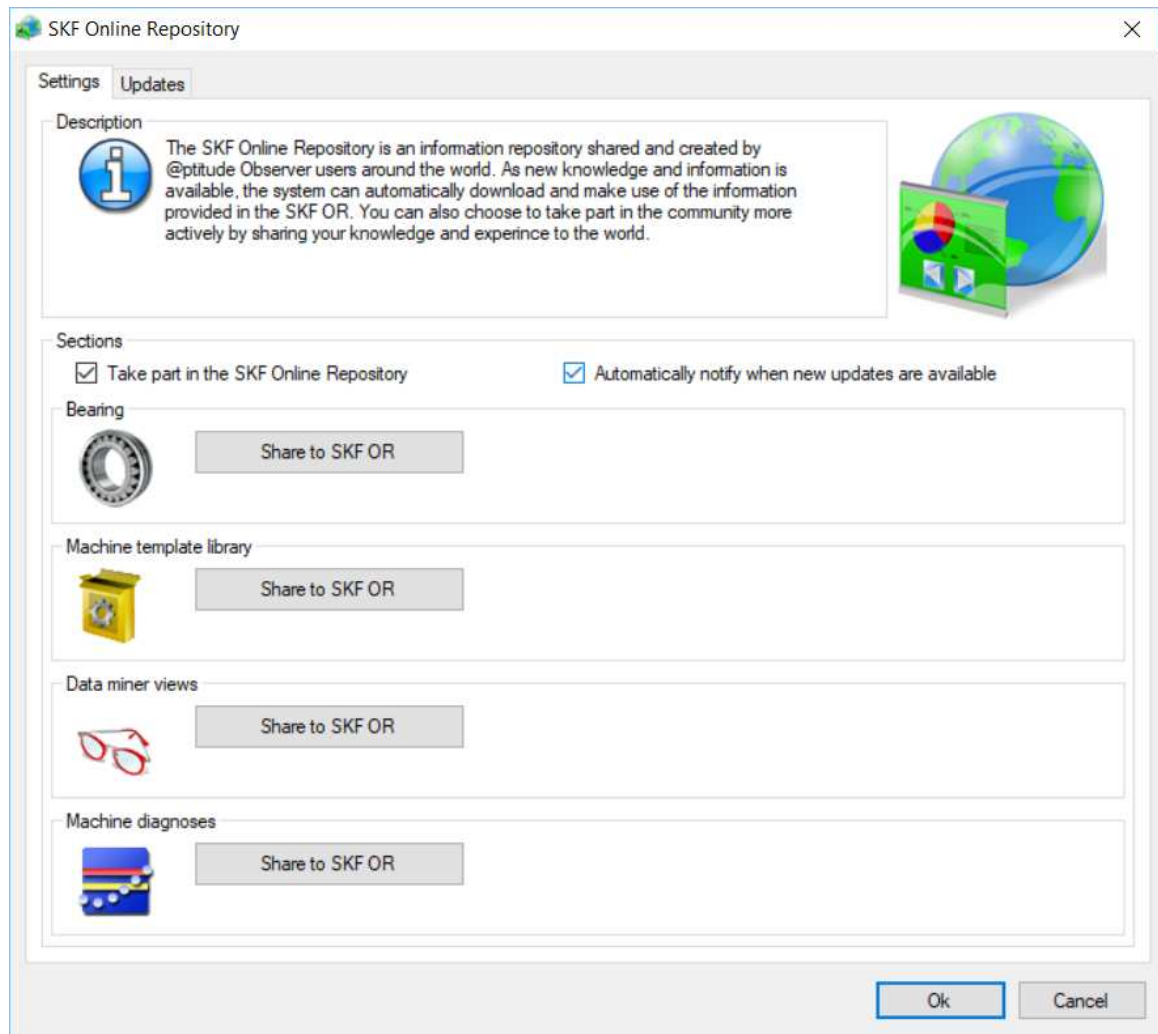 SKF Online Repository
Settings
Updates
Description
The SKF Online Repository is an information repository shared and created by
@ptitude Observer users around the world. As new knowledge and information is
available, the system can automatically download and make use of the information
provided in the SKF OR. You can also choose to take part in the community more
actively by sharing your knowledge and experince to the world.
Sections
Take part in the SKF Online Repository
Automatically notify when new updates are available
Bearing
Share to SKF OR
Machine template library
Share to SKF OR
Data miner views
Share to SKF OR
Machine diagnoses
Share to SKF OR
Ok
Cancel